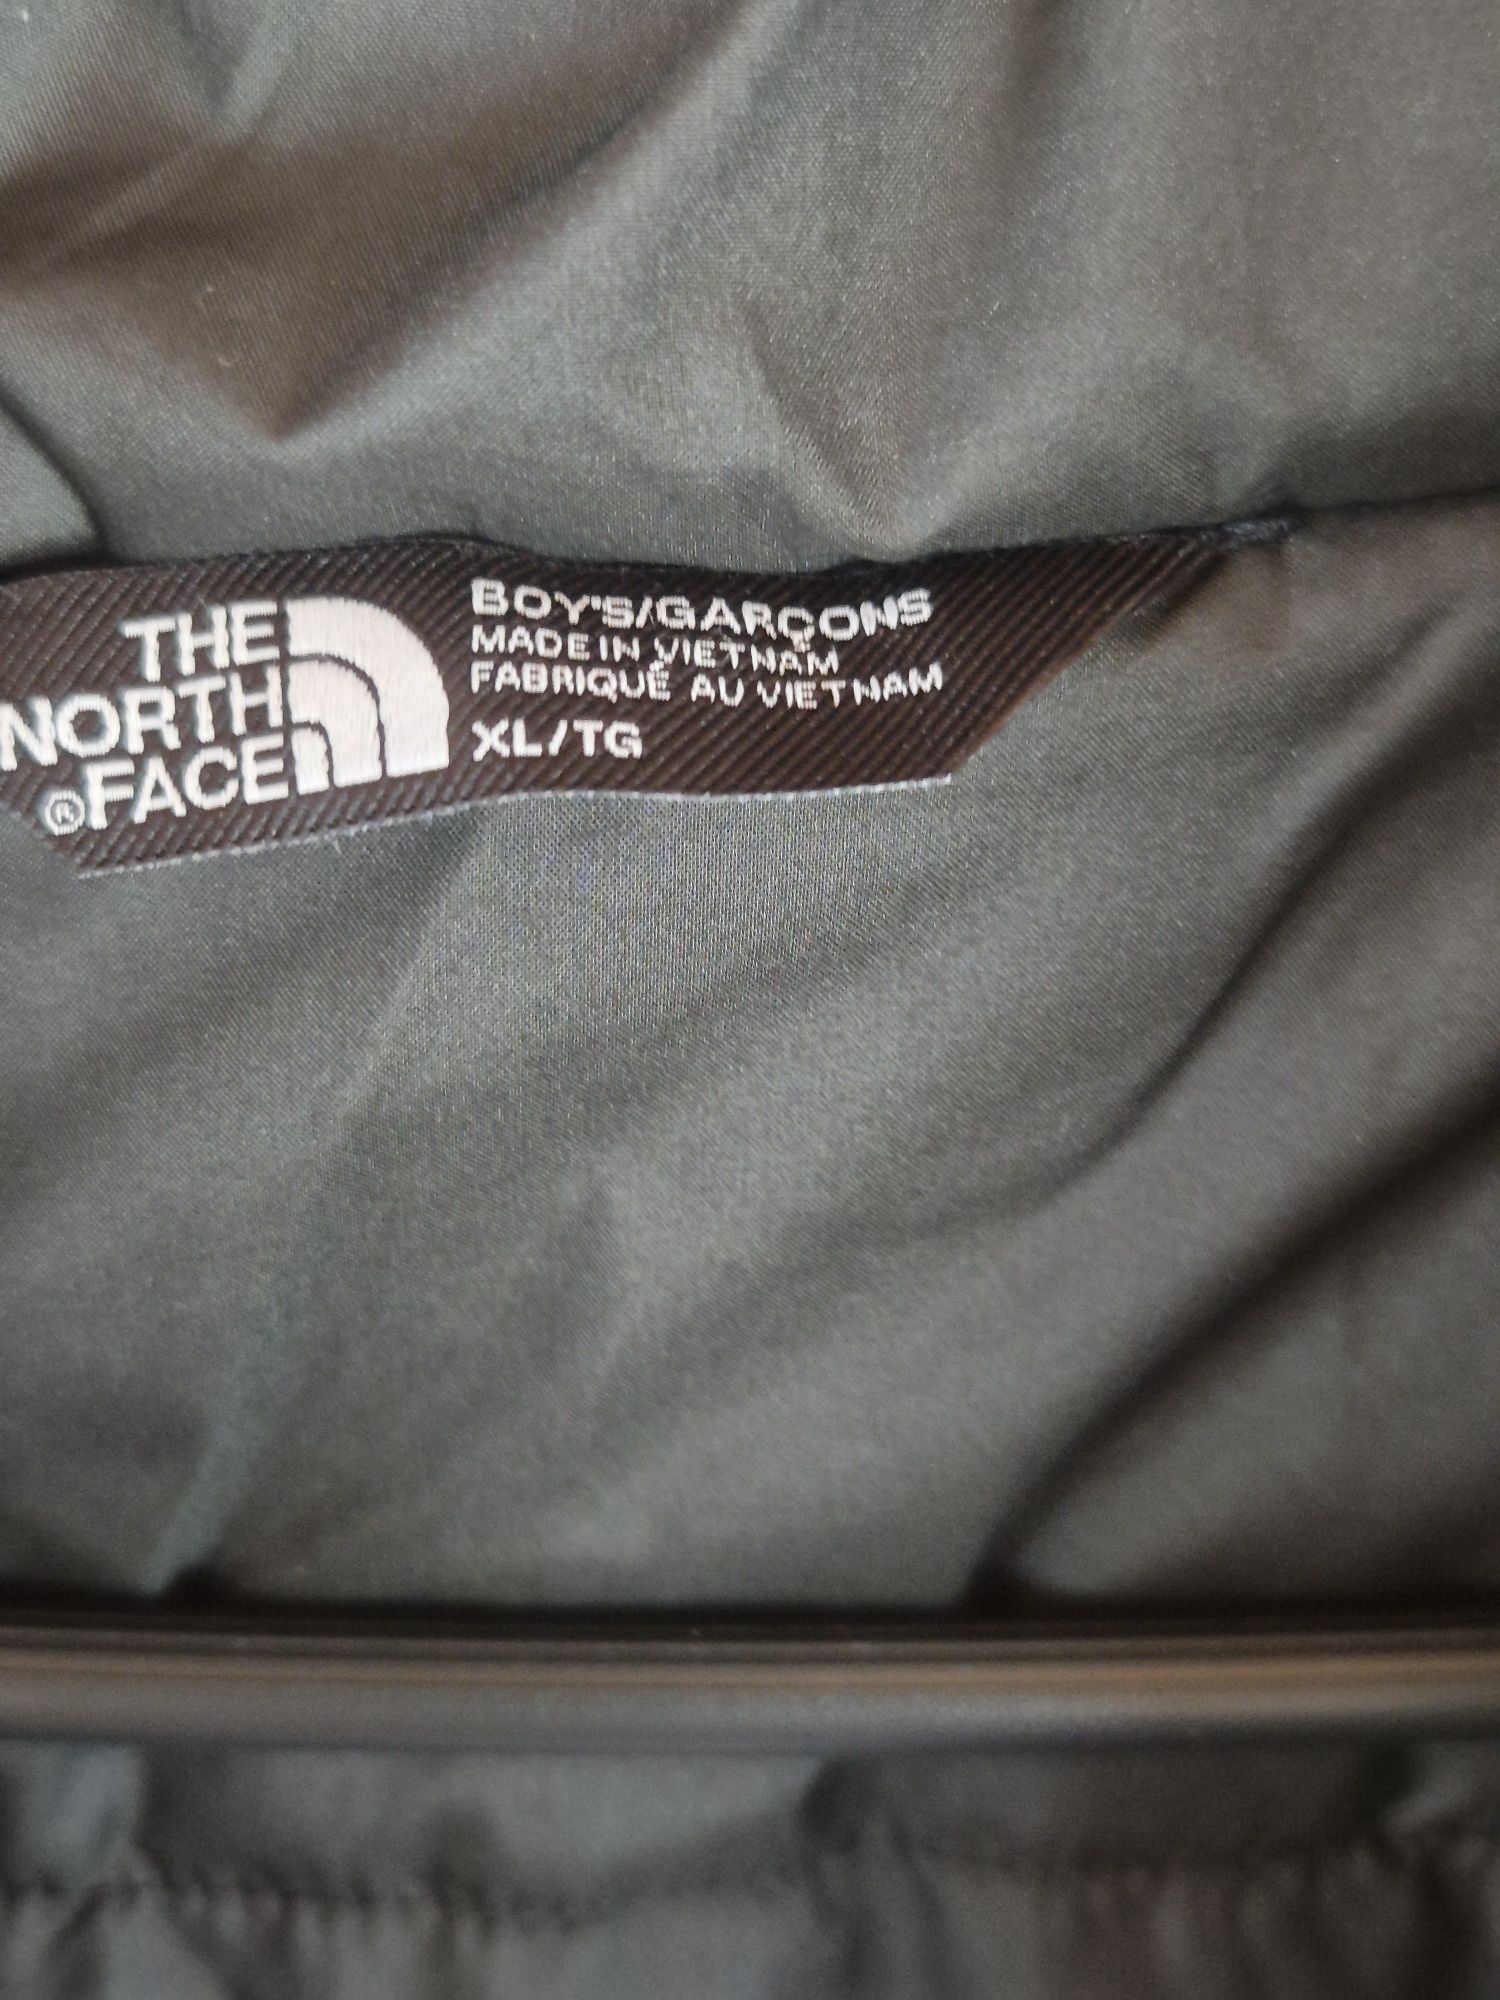 THE
NORTH
FACE®
BOY'S/GARÇONS
MADE IN VIETNAM
FABRIQUÉ AU VIETNAM
XL/TG